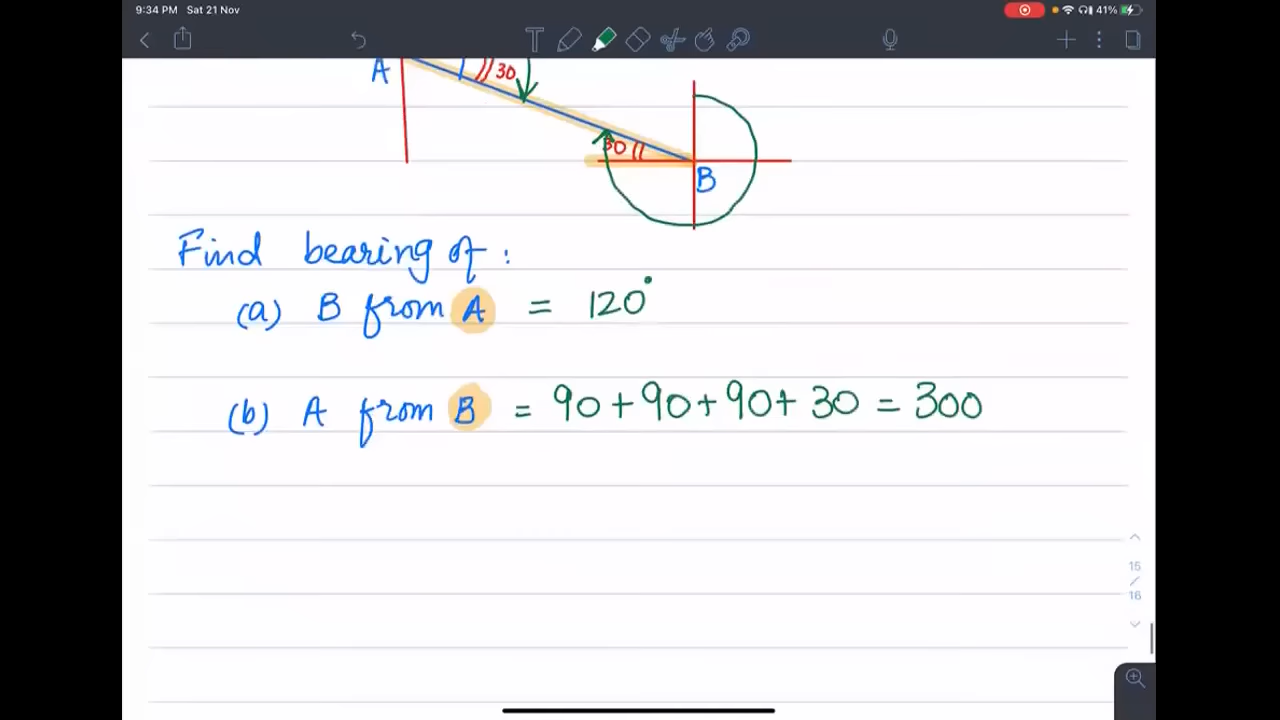 9:34 PM Sat 21 Nov
41%
T
A
30
30
B
Find bearing of :
(a) B from A = 120°
(b) A from B = 90 + 90 + 90 + 30 = 300
15
/
16